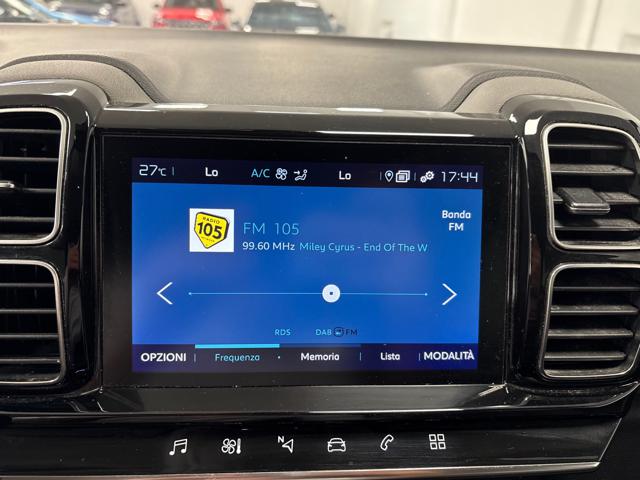 27°C Lo A/C Lo 17:44
RADIO
105
FM 105
99.60 MHz Miley Cyrus - End Of The W
Banda
FM
RDS DAB FM
OPZIONI Frequenza Memoria Lista MODALITÀ
N